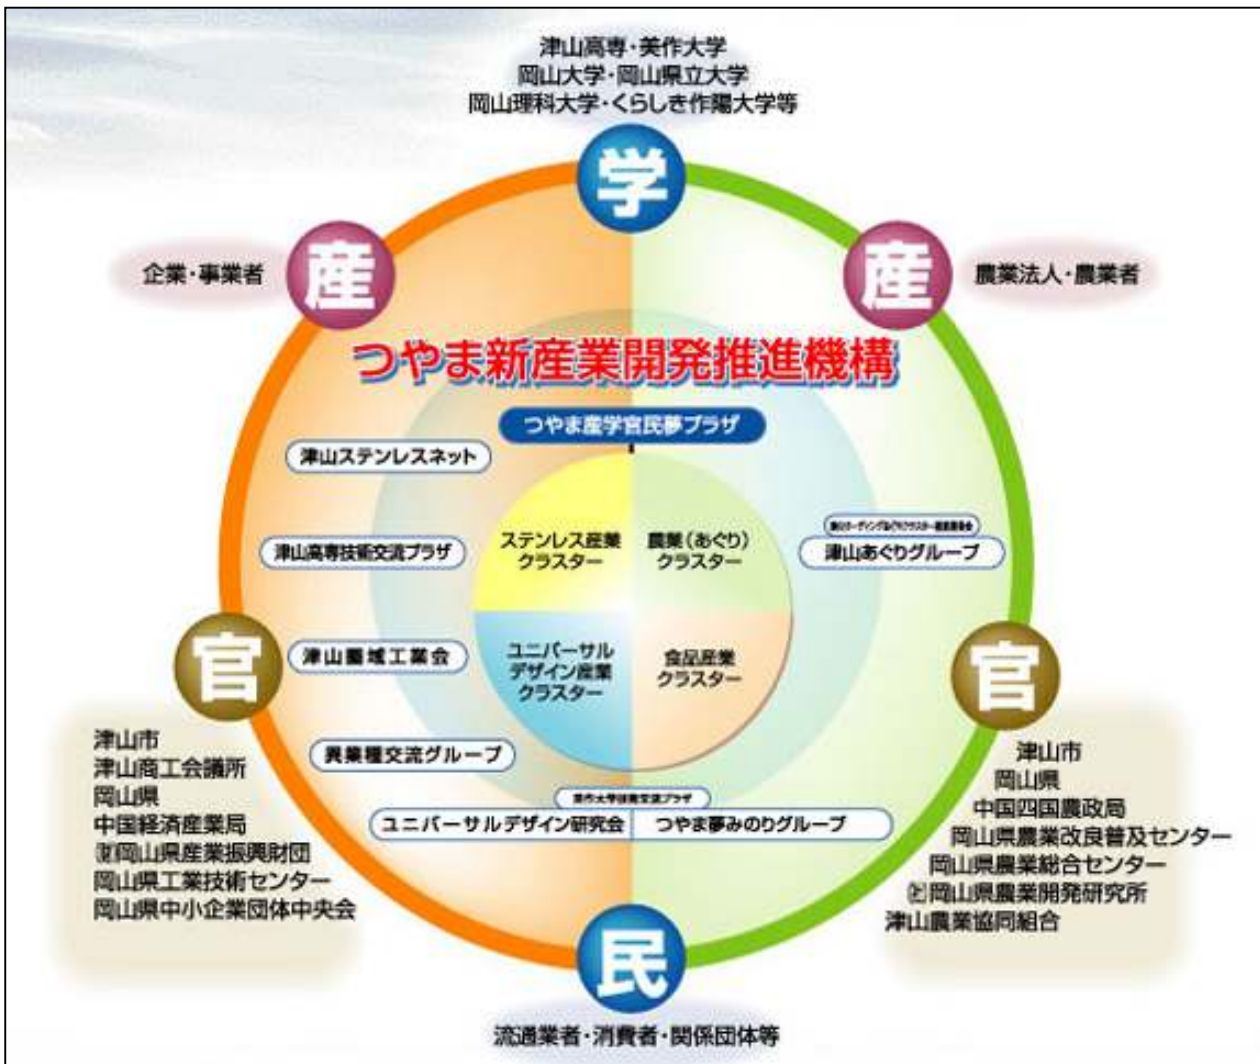 津山高専・美作大学
岡山大学・岡山県立大学
岡山理科大学・くらしき作陽大学等
学
産
企業・事業者
産
農業法人・農業者
つやま新産業開発推進機構
つやま産学官民夢プラザ
津山ステンレスネット
津山高専技術交流プラザ
津山圏域工業会
異業種交流グループ
ステンレス産業
クラスター
農業(あぐり)
クラスター
ユニバーサル
デザイン産業
クラスター
食品産業
クラスター
津山あぐりグループ
美作大学技術交流プラザ
ユニバーサルデザイン研究会
つやま夢みのりグループ
官
津山市
津山商工会議所
岡山県
中国経済産業局
㈶岡山県産業振興財団
岡山県工業技術センター
岡山県中小企業団体中央会
官
津山市
岡山県
中国四国農政局
岡山県農業改良普及センター
岡山県農業総合センター
岡山県農業開発研究所
津山農業協同組合
民
流通業者・消費者・関係団体等